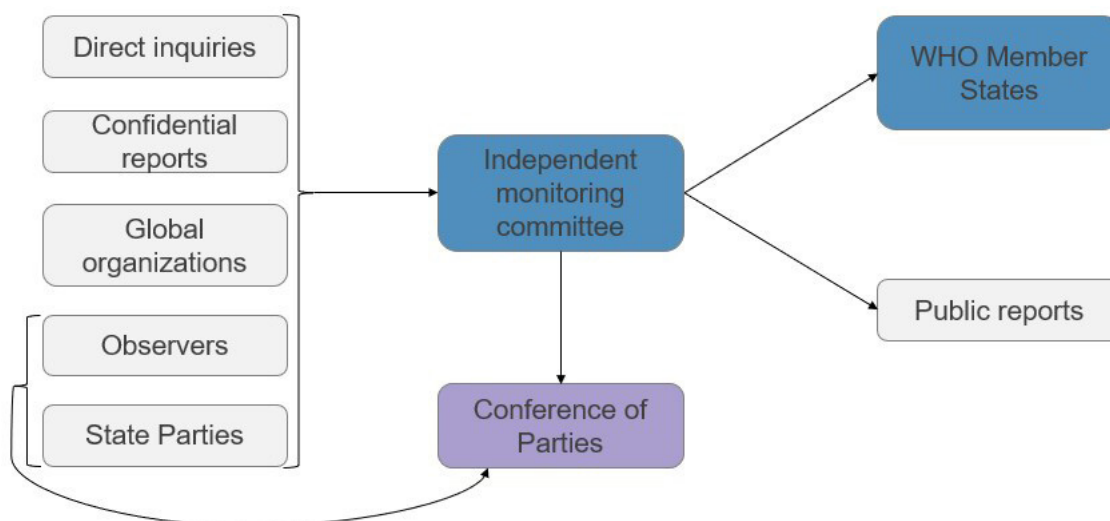 Direct inquiries
Confidential
reports
Global
organizations
Observers
State Parties
Independent
monitoring
committee
Conference of
Parties
WHO Member
States
Public reports